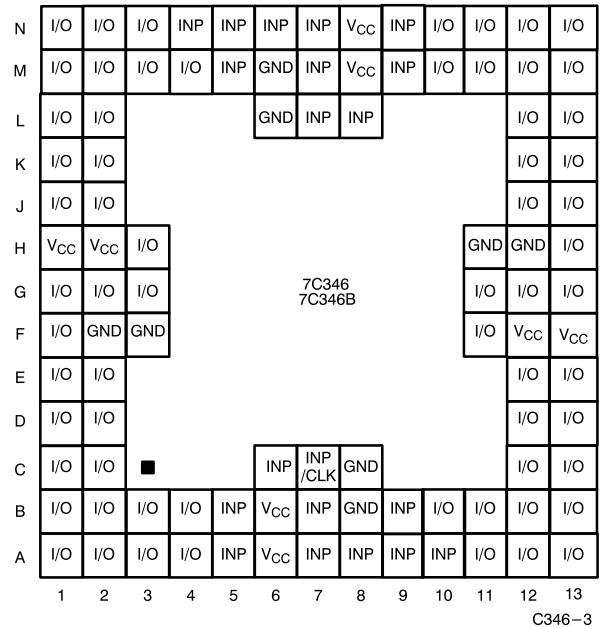 N I/O I/O I/O INP INP INP INP VCC INP I/O I/O I/O I/O
M I/O I/O I/O I/O INP GND INP VCC INP I/O I/O I/O I/O
L I/O I/O GND INP INP I/O I/O
K I/O I/O I/O I/O
J I/O I/O I/O I/O
H VCC VCC I/O GND GND I/O
7C346
G I/O I/O I/O I/O I/O I/O
7C346B
F I/O GND GND I/O VCC VCC
E I/O I/O I/O I/O
D I/O I/O I/O I/O
C I/O I/O INP INP /CLK GND I/O I/O
B I/O I/O I/O I/O INP VCC INP GND INP I/O I/O I/O I/O
A I/O I/O I/O I/O INP VCC INP INP INP INP I/O I/O I/O
1 2 3 4 5 6 7 8 9 10 11 12 13
C346−3